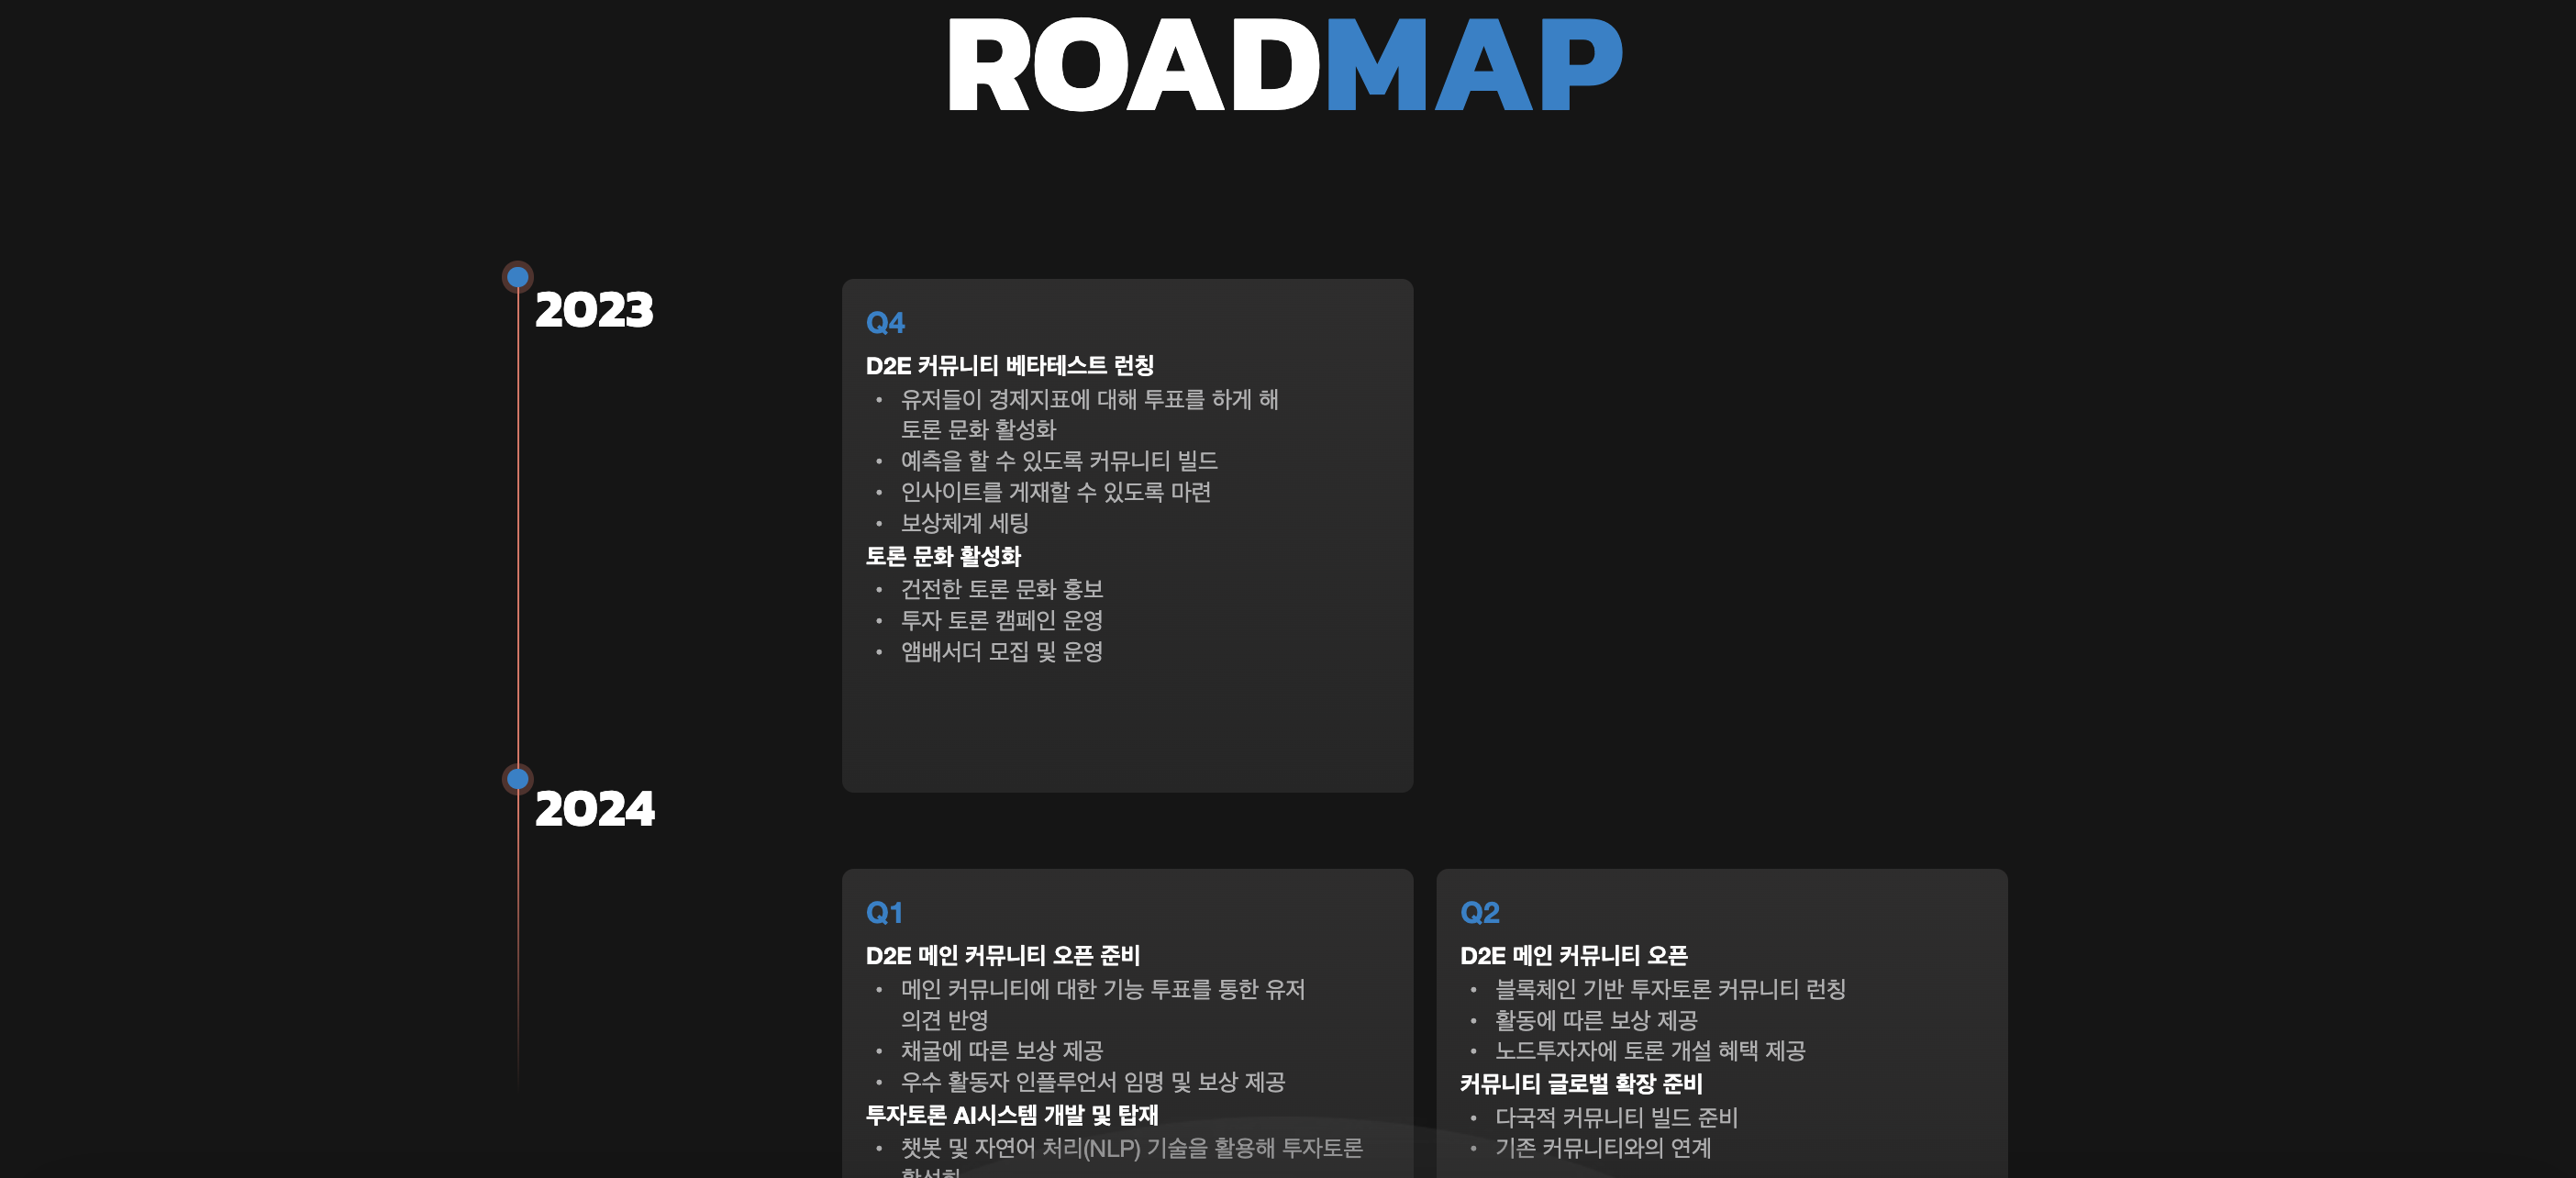 ROADMAP
2023
Q4
D2E 커뮤니티 베타테스트 런칭
• 유저들이 경제지표에 대해 투표를 하게 해
토론 문화 활성화
• 예측을 할 수 있도록 커뮤니티 빌드
• 인사이트를 게재할 수 있도록 마련
• 보상체계 세팅
토론 문화 활성화
• 건전한 토론 문화 홍보
• 투자 토론 캠페인 운영
• 앰배서더 모집 및 운영
2024
Q1
D2E 메인 커뮤니티 오픈 준비
• 메인 커뮤니티에 대한 기능 투표를 통한 유저
의견 반영
• 채굴에 따른 보상 제공
• 우수 활동자 인플루언서 임명 및 보상 제공
투자토론 AI시스템 개발 및 탑재
• 챗봇 및 자연어 처리(NLP) 기술을 활용해 투자토론
Q2
D2E 메인 커뮤니티 오픈
• 블록체인 기반 투자토론 커뮤니티 런칭
• 활동에 따른 보상 제공
• 노드투자자에 토론 개설 혜택 제공
커뮤니티 글로벌 확장 준비
• 다국적 커뮤니티 빌드 준비
• 기존 커뮤니티와의 연계